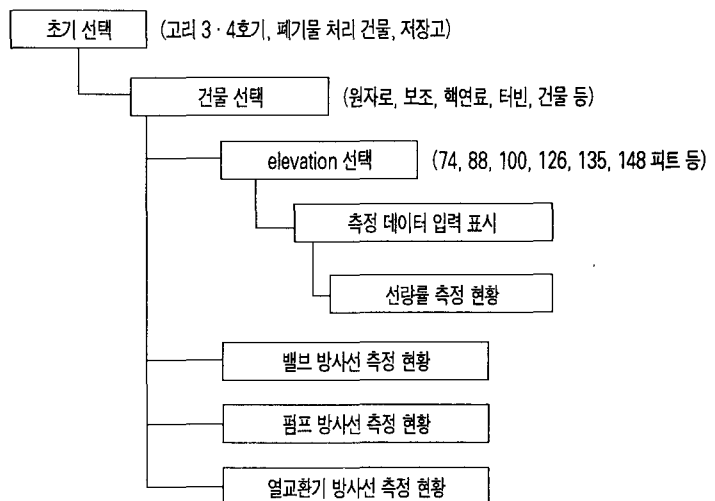 초기 선택 (고리 3 · 4호기, 폐기물 처리 건물, 저장고)
건물 선택 (원자로, 보조, 핵연료, 터빈, 건물 등)
elevation 선택 (74, 88, 100, 126, 135, 148 피트 등)
측정 데이터 입력 표시
선량률 측정 현황
밸브 방사선 측정 현황
펌프 방사선 측정 현황
열교환기 방사선 측정 현황